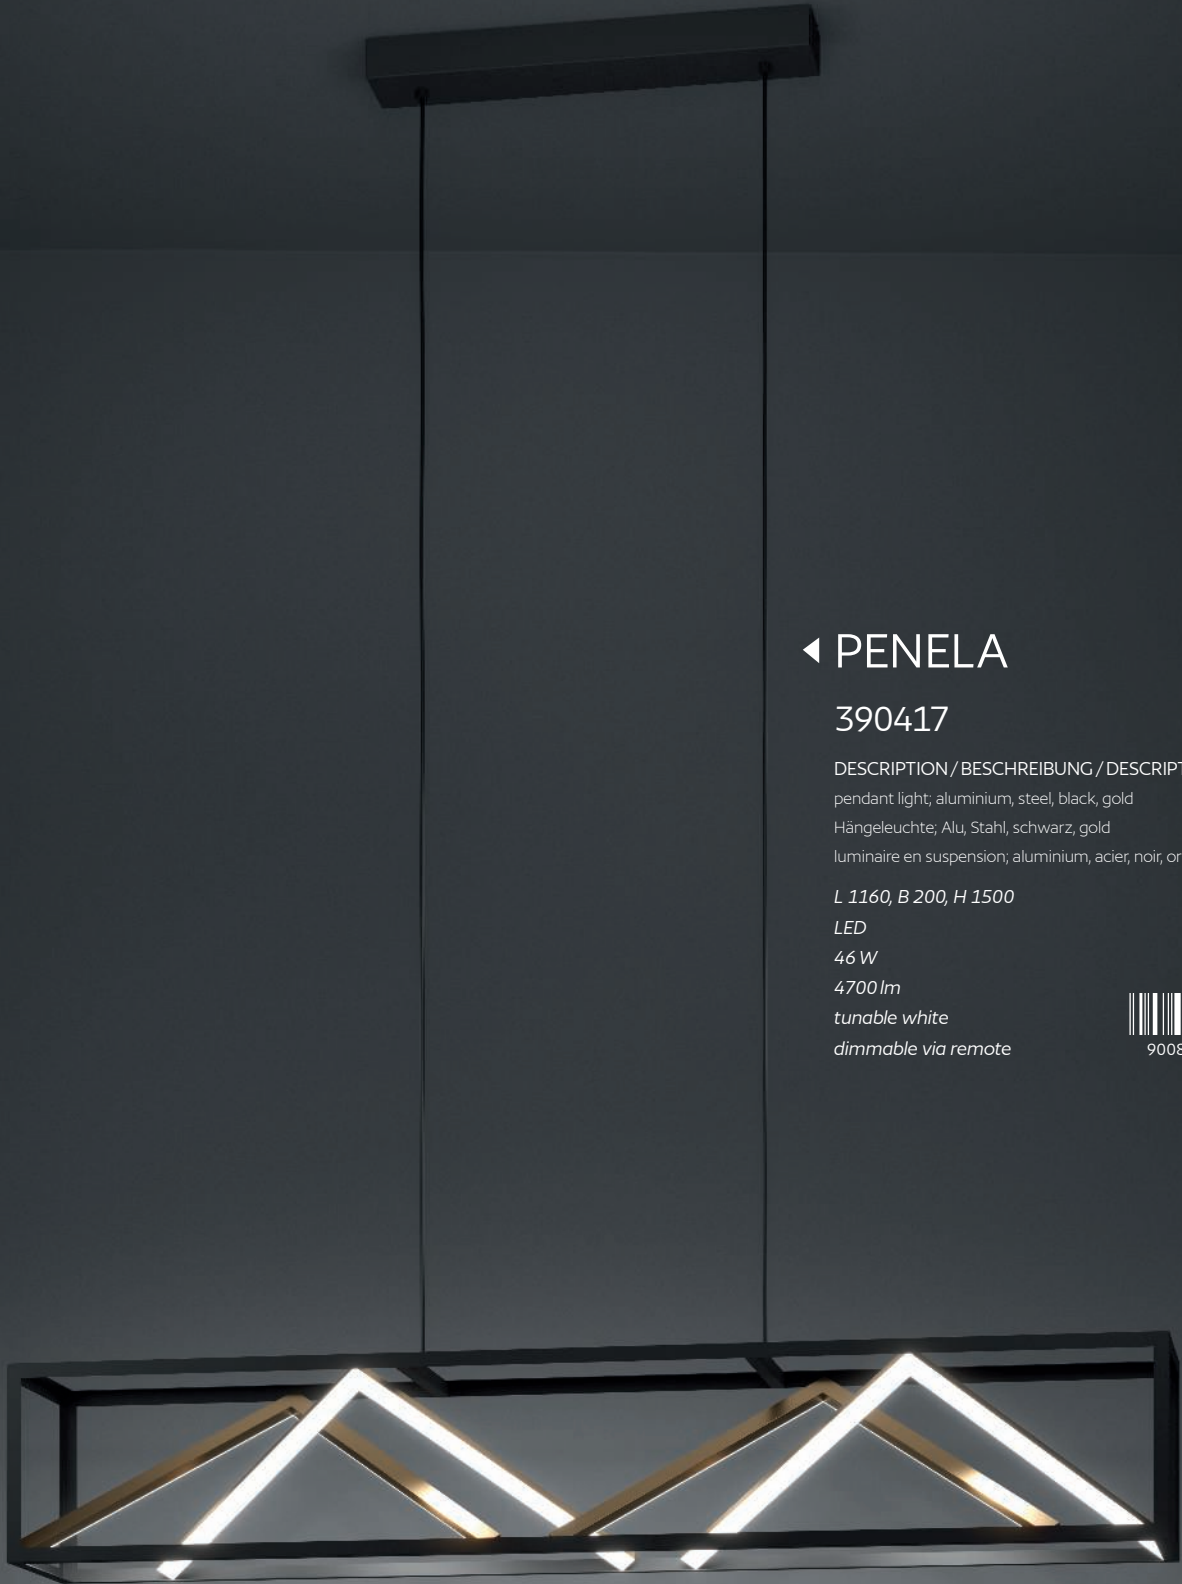 PENELA
390417
DESCRIPTION / BESCHREIBUNG / DESCRIPT
pendant light; aluminium, steel, black, gold
Hängeleuchte; Alu, Stahl, schwarz, gold
luminaire en suspension; aluminium, acier, noir, or
L 1160, B 200, H 1500
LED
46 W
4700 lm
tunable white
dimmable via remote
9008